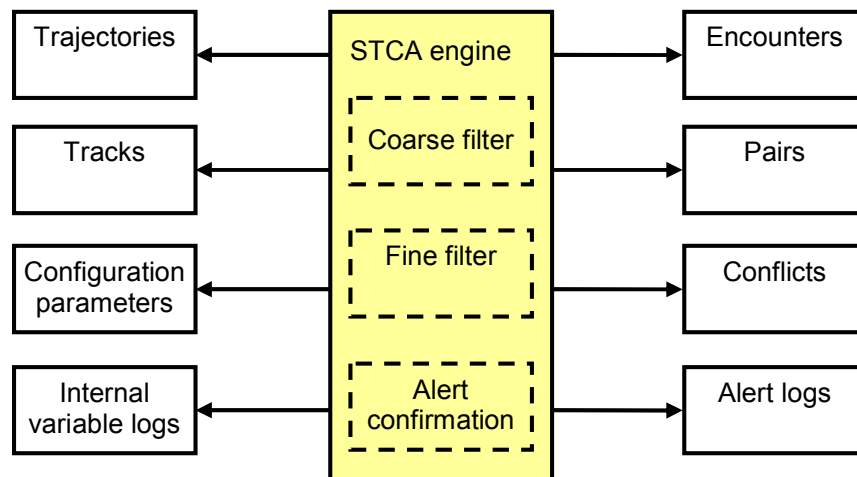 Trajectories
STCA engine
Encounters
Coarse filter
Tracks
Pairs
Fine filter
Configuration
parameters
Conflicts
Internal
variable logs
Alert
confirmation
Alert logs